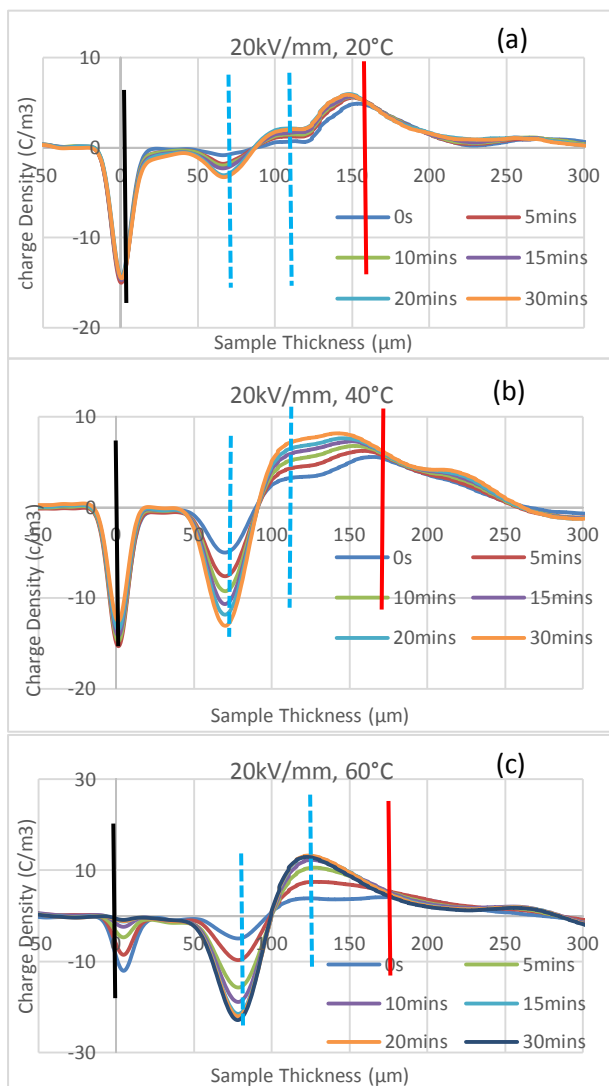 20kV/mm, 20°C
(a)
charge Density (C/m3)
10
0
-10
-20
50
0
50
100
150
200
250
300
0s
5mins
10mins
15mins
20mins
30mins
Sample Thickness (µm)
20kV/mm, 40°C
(b)
Charge Density (c/m3)
10
0
-10
-20
50
0
50
100
150
200
250
300
0s
5mins
10mins
15mins
20mins
30mins
Sample Thickness (µm)
20kV/mm, 60°C
(c)
Charge Density (C/m3)
30
10
-10
-30
50
0
50
100
150
200
250
300
0s
5mins
10mins
15mins
20mins
30mins
Sample Thickness (µm)